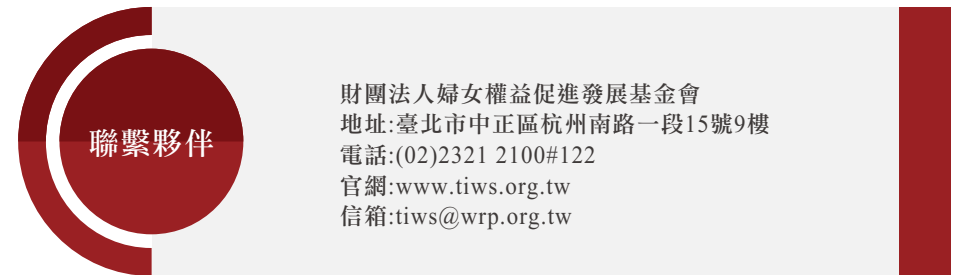 聯繫夥伴
財團法人婦女權益促進發展基金會
地址:臺北市中正區杭州南路一段15號9樓
電話:(02)2321 2100#122
官網:www.tiws.org.tw
信箱:tiws@wrp.org.tw